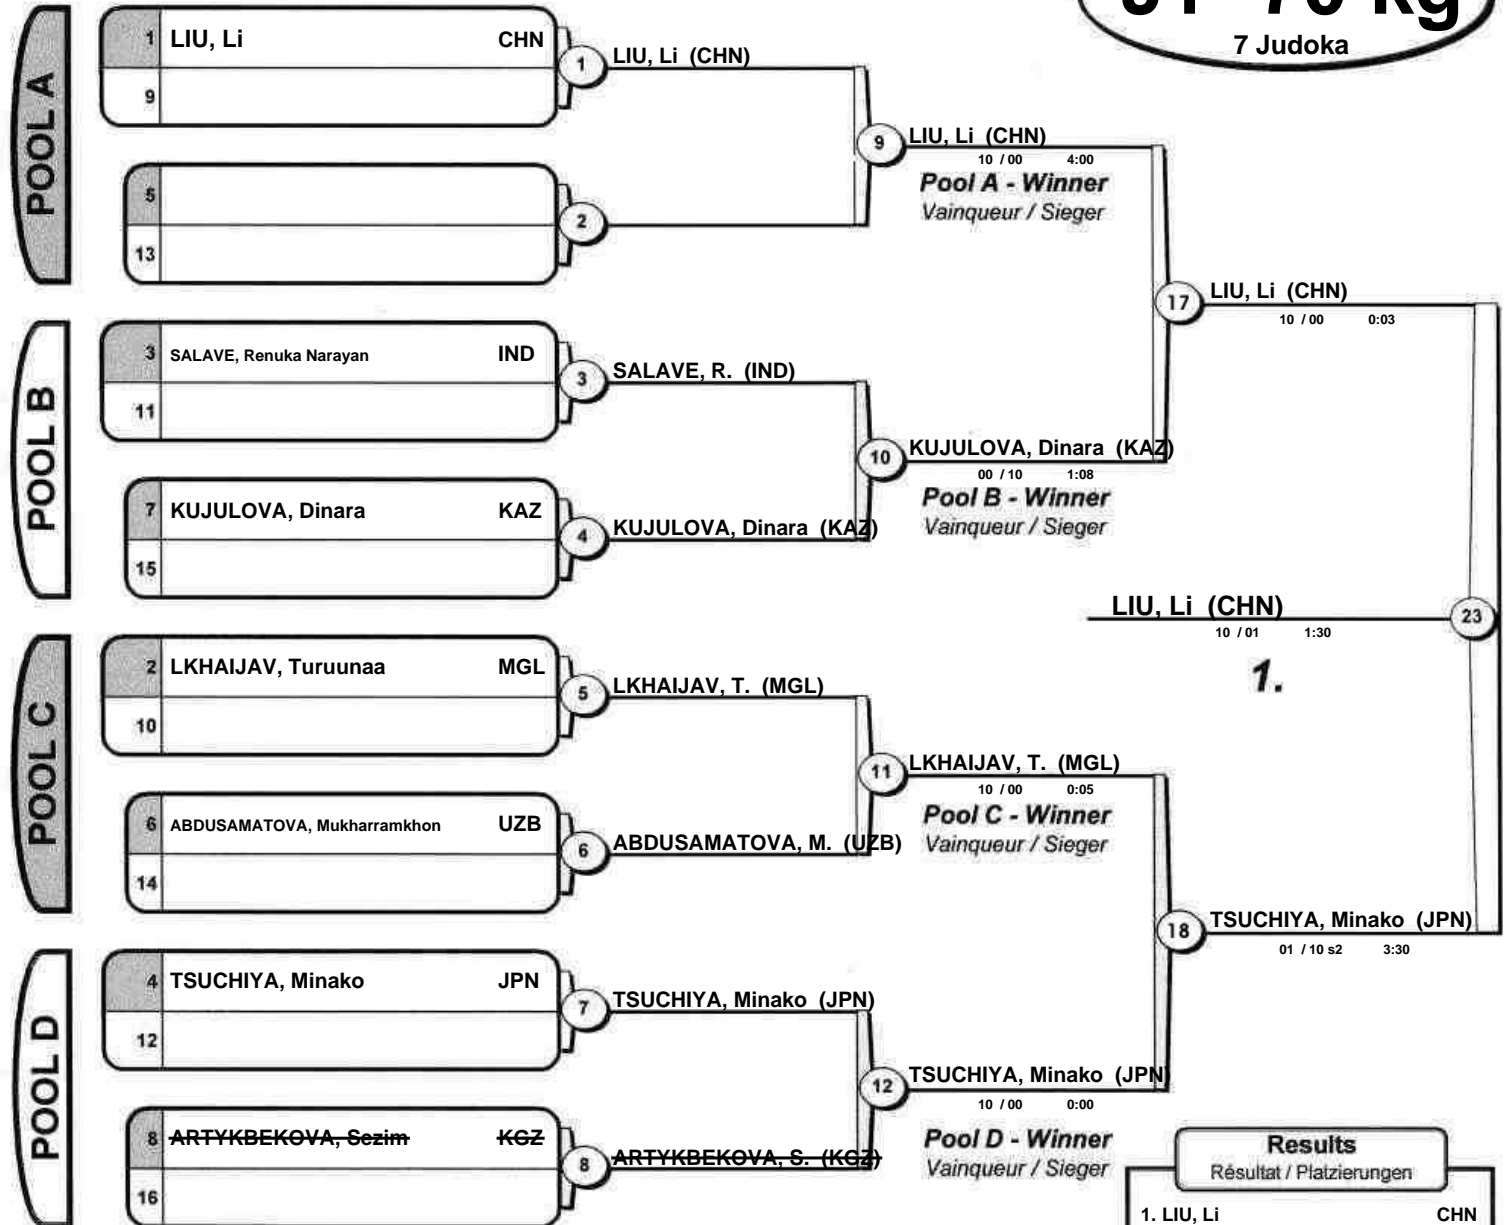 70 kg
7 Judoka
POOL A
1 LIU, Li CHN
9
1 LIU, Li (CHN)
5
13
2
9 LIU, Li (CHN)
10 / 00 4:00
Pool A - Winner
Vainqueur / Sieger
17 LIU, Li (CHN)
10 / 00 0:03
POOL B
3 SALAVE, Renuka Narayan IND
11
3 SALAVE, R. (IND)
7 KUJULOVA, Dinara KAZ
15
4 KUJULOVA, Dinara (KAZ)
10 KUJULOVA, Dinara (KAZ)
00 / 10 1:08
Pool B - Winner
Vainqueur / Sieger
LIU, Li (CHN) 23
10 / 01 1:30
1.
POOL C
2 LKHAIJAV, Turuunaa MGL
10
5 LKHAIJAV, T. (MGL)
6 ABDUSAMATOVA, Mukharramkhon UZB
14
6 ABDUSAMATOVA, M. (UZB)
11 LKHAIJAV, T. (MGL)
10 / 00 0:05
Pool C - Winner
Vainqueur / Sieger
18 TSUCHIYA, Minako (JPN)
01 / 10 s2 3:30
POOL D
4 TSUCHIYA, Minako JPN
12
7 TSUCHIYA, Minako (JPN)
8 ARTYKBEKOVA, Sezim KGZ
16
8 ARTYKBEKOVA, S. (KGZ)
12 TSUCHIYA, Minako (JPN)
10 / 00 0:00
Pool D - Winner
Vainqueur / Sieger
Results
Résultat / Platzierungen
1. LIU, Li CHN